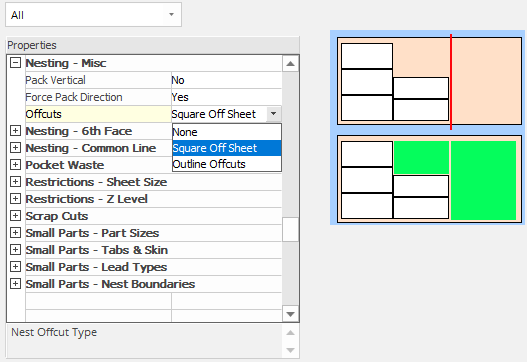 All
Properties
Nesting - Misc
Pack Vertical No
Force Pack Direction Yes
Offcuts Square Off Sheet
Nesting - 6th Face None
Nesting - Common Line Square Off Sheet
Pocket Waste Outline Offcuts
Restrictions - Sheet Size
Restrictions - Z Level
Scrap Cuts
Small Parts - Part Sizes
Small Parts - Tabs & Skin
Small Parts - Lead Types
Small Parts - Nest Boundaries
Nest Offcut Type